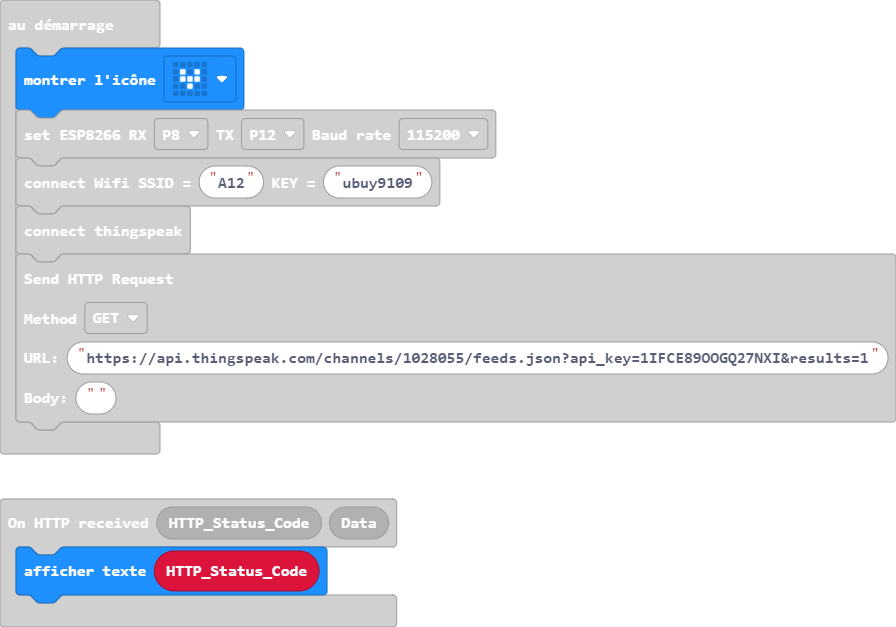 au démarrage
montrer l'icône
set ESP8266 RX P8 TX P12 Baud rate 115200
connect Wifi SSID = "A12" KEY = "ubuy9109"
connect thingspeak
Send HTTP Request
Method GET
URL: "https://api.thingspeak.com/channels/1028055/feeds.json?api_key=1IFCE89OOGQ27NXI&results=1"
Body: " "
On HTTP received HTTP_Status_Code Data
afficher texte HTTP_Status_Code